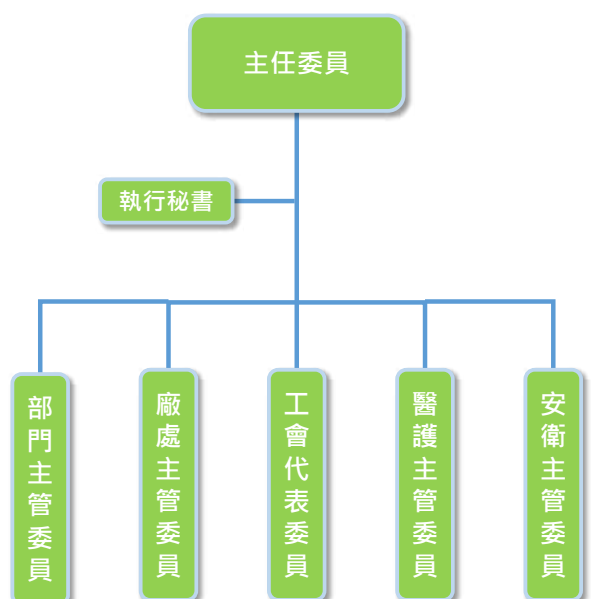 主任委員
執行秘書
部門主管委員
廠處主管委員
工會代表委員
醫護主管委員
安衛主管委員